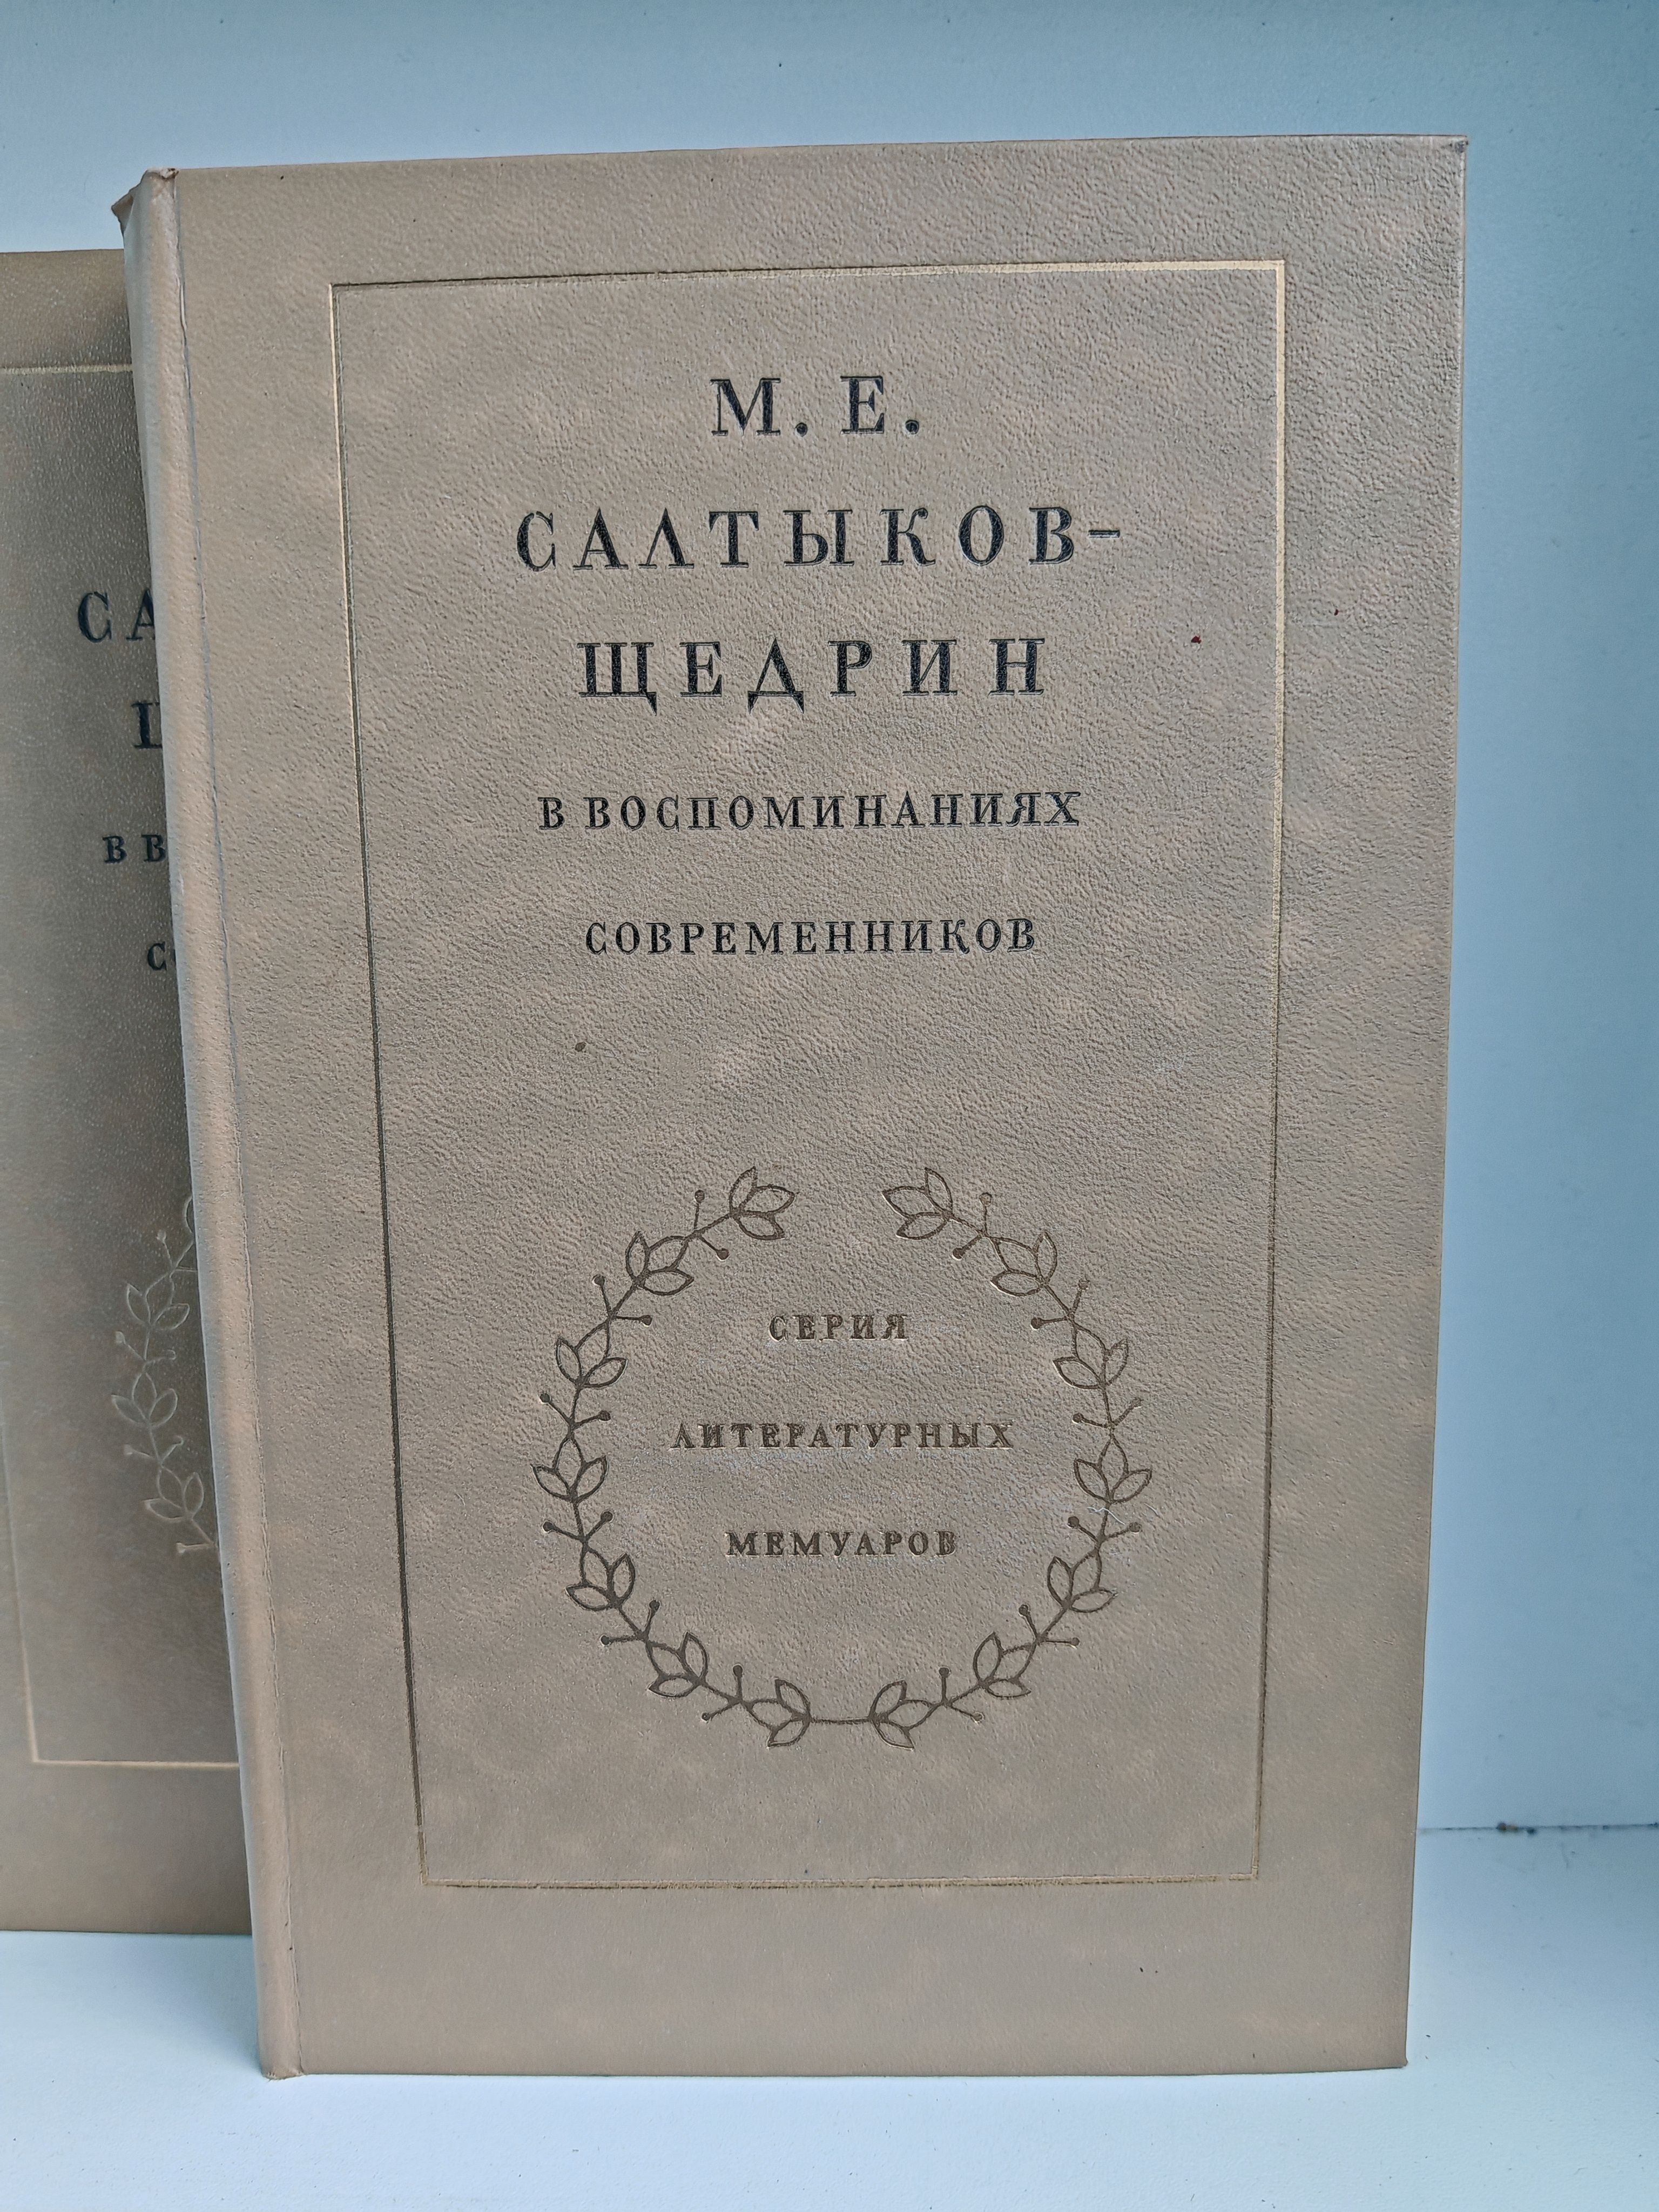 М. Е.
САЛТЫКОВ-
ЩЕДРИН
В ВОСПОМИНАНИЯХ
СОВРЕМЕННИКОВ
СЕРИЯ
ЛИТЕРАТУРНЫХ
МЕМУАРОВ